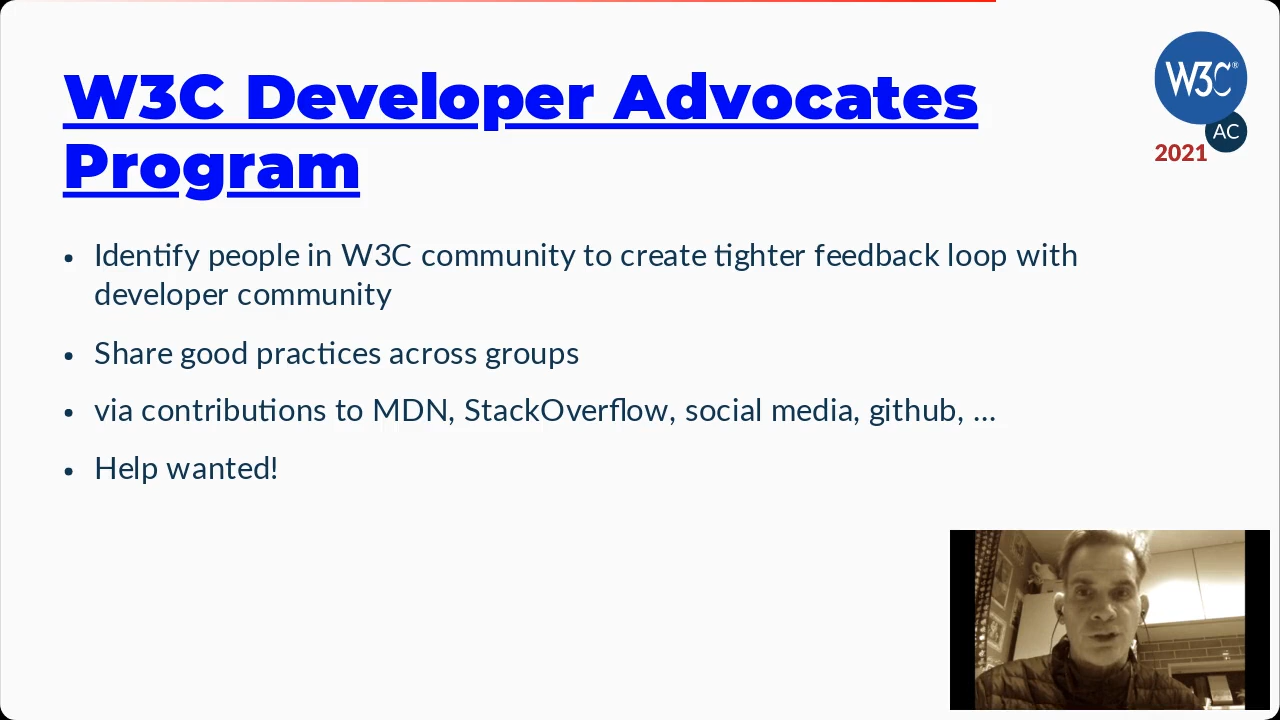 W3C Developer Advocates
Program
W3C®
AC
2021
• Identify people in W3C community to create tighter feedback loop with
developer community
• Share good practices across groups
• via contributions to MDN, StackOverflow, social media, github, ...
• Help wanted!